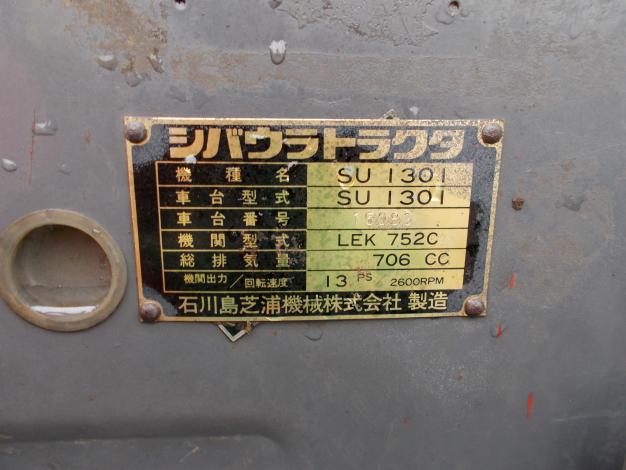 シバウラトラクタ
機種名 SU 1301
車台型式 SU 1301
車台番号
機関型式 LEK 752C
総排気量 706 CC
機関出力/回転速度 13 PS 2600RPM
石川島芝浦機械株式会社 製造